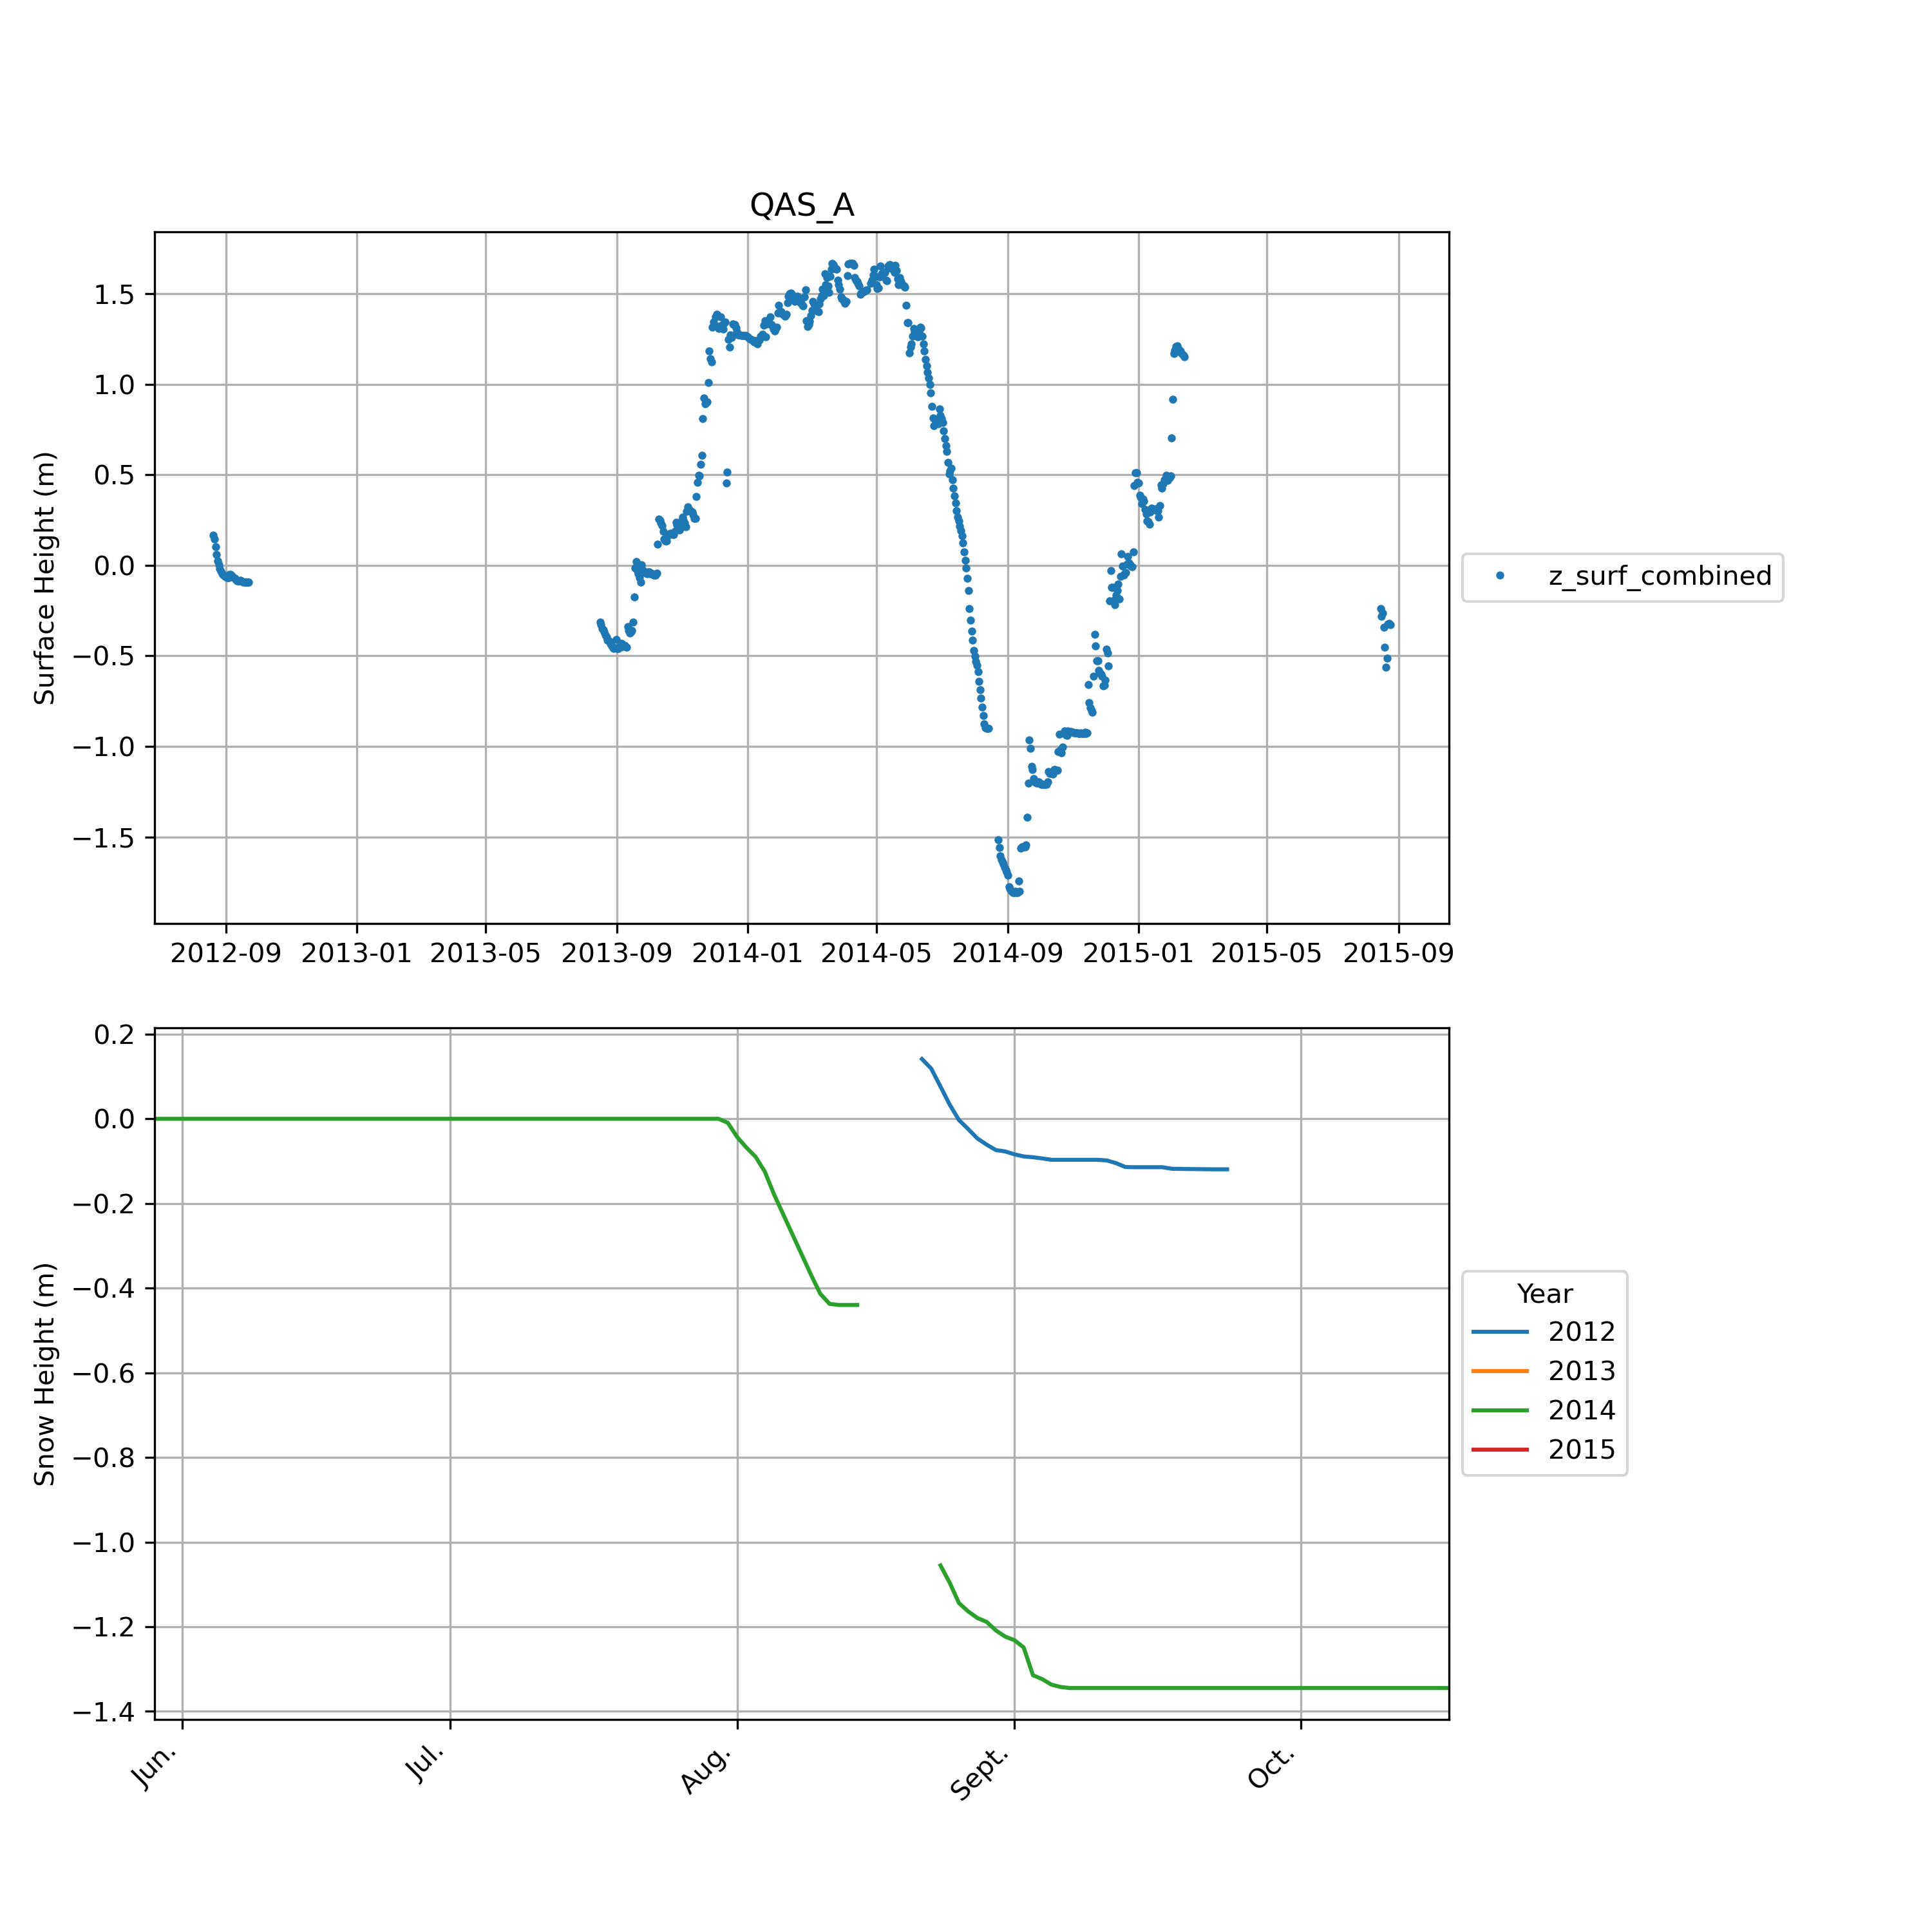 QAS_A
Surface Height (m)
1.5
1.0
0.5
0.0
−0.5
−1.0
−1.5
2012-09 2013-01 2013-05 2013-09 2014-01 2014-05 2014-09 2015-01 2015-05 2015-09
z_surf_combined
Snow Height (m)
0.2
0.0
−0.2
−0.4
−0.6
−0.8
−1.0
−1.2
−1.4
Jun. Jul. Aug. Sept. Oct.
Year
2012
2013
2014
2015